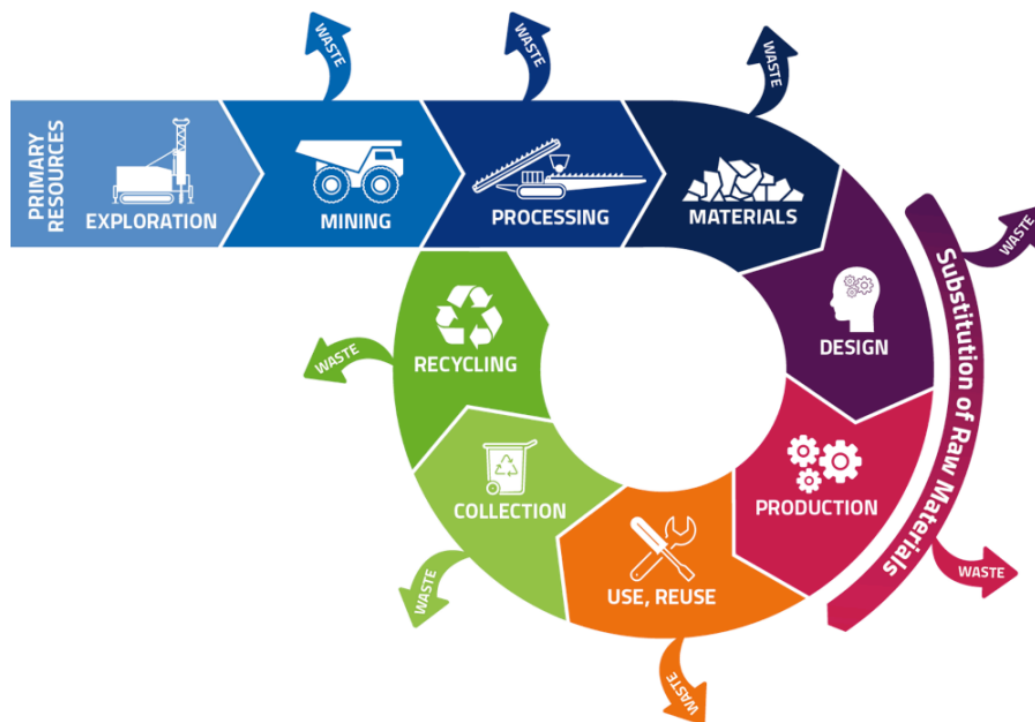 WASTE
WASTE
WASTE
PRIMARY
RESOURCES
EXPLORATION
MINING
PROCESSING
MATERIALS
WASTE
Substitution of Raw Materials
DESIGN
RECYCLING
WASTE
COLLECTION
PRODUCTION
WASTE
WASTE
USE, REUSE
WASTE